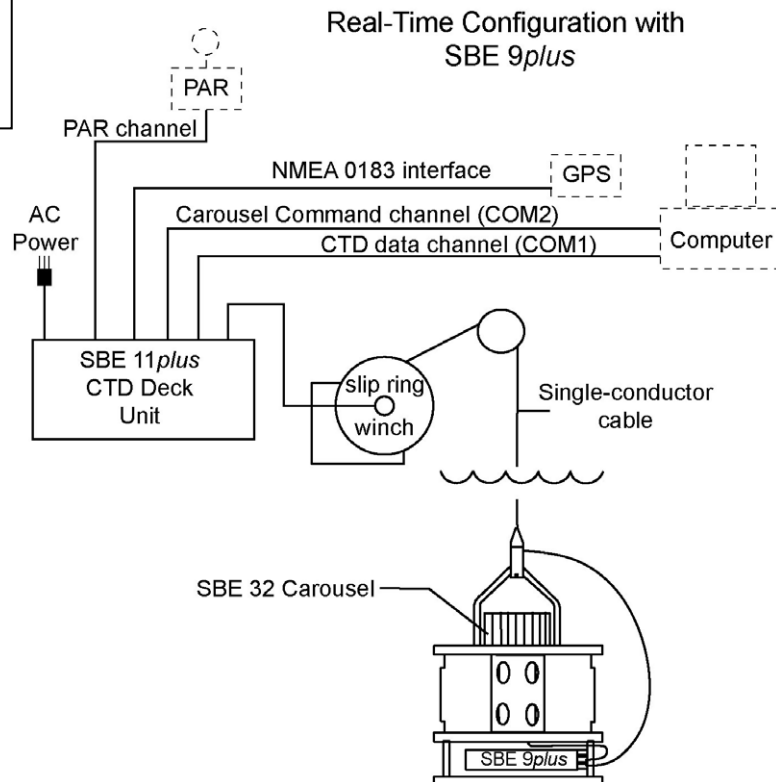 Real-Time Configuration with
SBE 9plus
PAR
PAR channel
NMEA 0183 interface
GPS
AC
Power
Carousel Command channel (COM2)
CTD data channel (COM1)
Computer
SBE 11plus
CTD Deck
Unit
slip ring
winch
Single-conductor
cable
SBE 32 Carousel
SBE 9plus